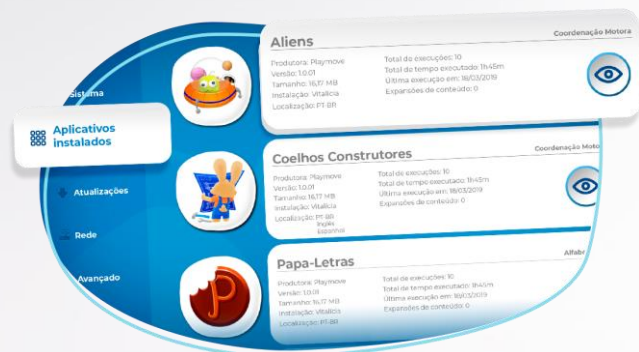 Sistema
Aplicativos
instalados
Atualizações
Rede
Avançado
Aliens
Coordenação Motora
Produtora: Playmove
Versão: 1.0.01
Tamanho: 16,17 MB
Instalação: Vitalícia
Localização: PT-BR
Total de execuções: 10
Total de tempo executado: 1h45m
Última execução em: 18/03/2019
Expansões de conteúdo: 0
Coelhos Construtores
Coordenação Moto
Produtora: Playmove
Versão: 1.0.01
Tamanho: 16,17 MB
Instalação: Vitalícia
Localização: PT-BR
Inglês
Espanhol
Total de execuções: 10
Total de tempo executado: 1h45m
Última execução em: 18/03/2019
Expansões de conteúdo: 0
Papa-Letras
Alfabe
Produtora: Playmove
Versão: 1.0.01
Tamanho: 16,17 MB
Instalação: Vitalícia
Localização: PT-BR
Total de execuções: 10
Total de tempo executado: 1h45m
Última execução em: 18/03/2019
Expansões de conteúdo: 0